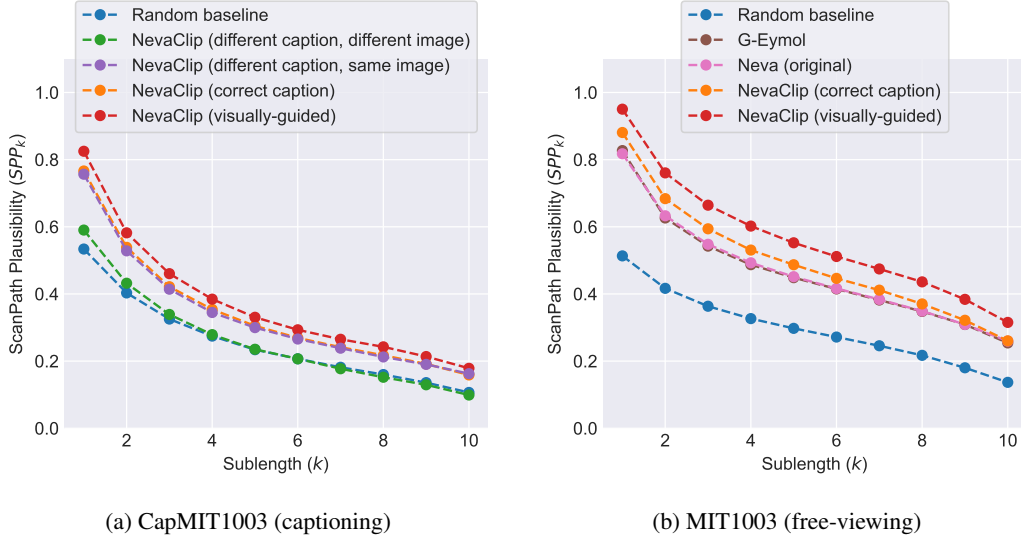 Random baseline
NevaClip (different caption, different image)
NevaClip (different caption, same image)
NevaClip (correct caption)
NevaClip (visually-guided)
1.0
0.8
0.6
0.4
0.2
0.0
ScanPath Plausibility (SPP_k)
2 4 6 8 10
Sublength (k)
(a) CapMIT1003 (captioning)
Random baseline
G-Eymol
Neva (original)
NevaClip (correct caption)
NevaClip (visually-guided)
1.0
0.8
0.6
0.4
0.2
0.0
ScanPath Plausibility (SPP_k)
2 4 6 8 10
Sublength (k)
(b) MIT1003 (free-viewing)